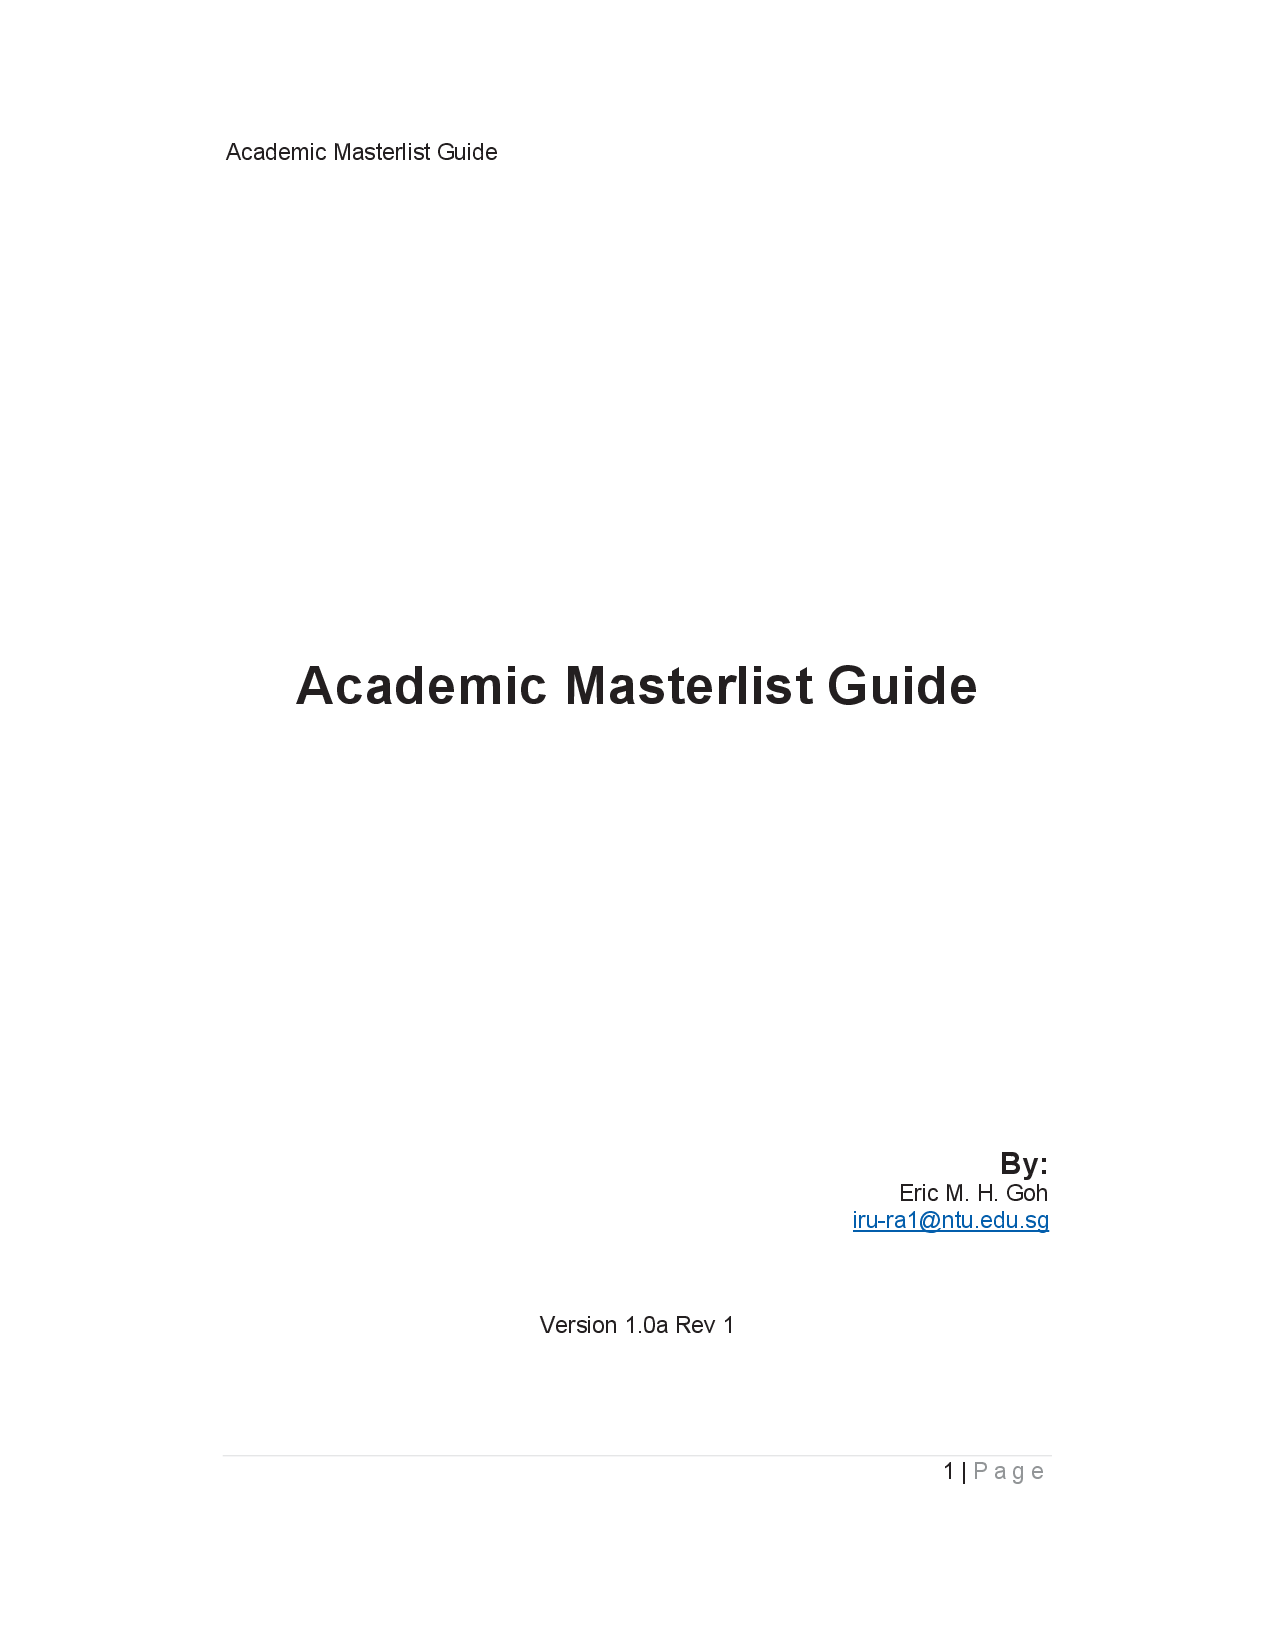 Academic Masterlist Guide
Academic Masterlist Guide
By:
Eric M. H. Goh
iru-ra1@ntu.edu.sg
Version 1.0a Rev 1
1 | P a g e